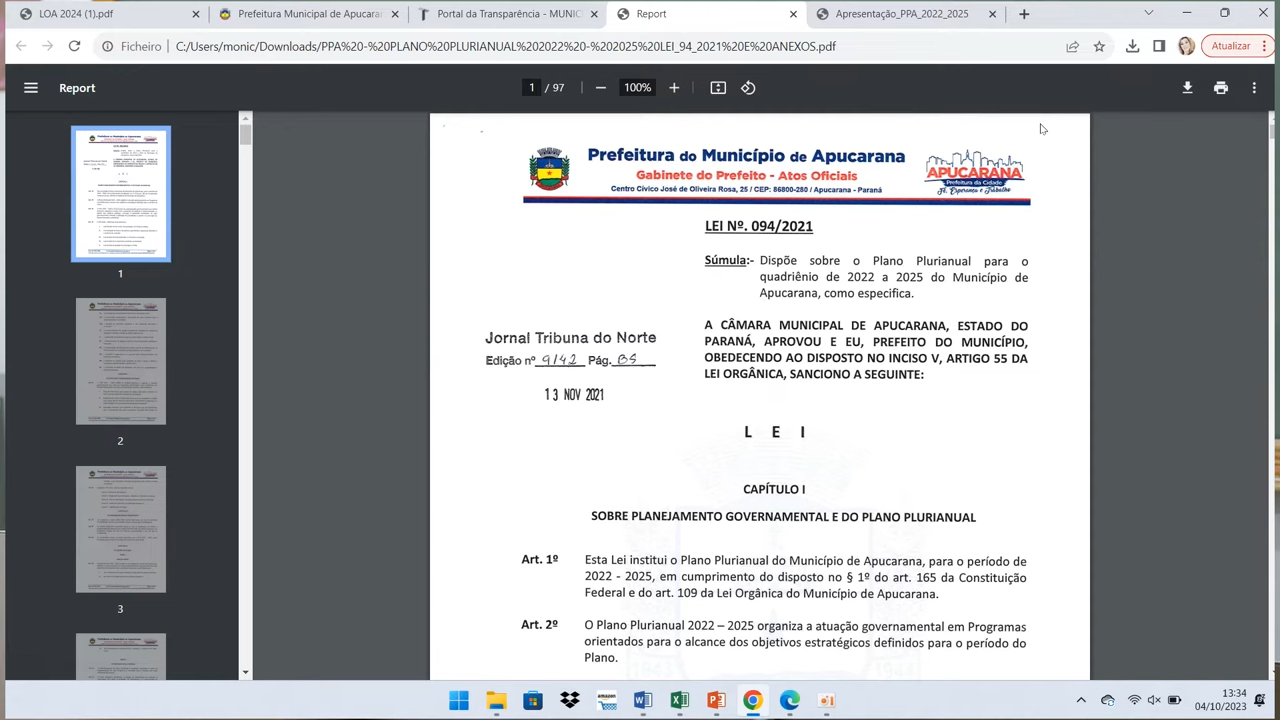 LOA 2024 (1).pdf
Prefeitura Municipal de Apucaran
Portal da Transparência - MUNIC
Report
Apresentação_PPA_2022_2025
Ficheiro
C:/Users/monic/Downloads/PPA%20-%20PLANO%20PLURIANUAL%202022%20-%202025%20LEI_94_2021%20E%20ANEXOS.pdf
Atualizar
Report
1 / 97
100%
1
2
3
Prefeitura do Município de Apucarana
Gabinete do Prefeito - Atos Oficiais
Centro Cívico José de Oliveira Rosa, 25 / CEP: 86800-280 / Apucarana - Paraná
APUCARANA
Prefeitura da Cidade
Fé, Esperança e Trabalho
LEI Nº. 094/2021
Súmula:- Dispõe sobre o Plano Plurianual para o
quadriênio de 2022 a 2025 do Município de
Apucarana, como especifica.
A CÂMARA MUNICIPAL DE APUCARANA, ESTADO DO
PARANÁ, APROVOU E EU, PREFEITO DO MUNICÍPIO,
OBEDECENDO AO DISPOSTO NO INCISO V, ARTIGO 55 DA
LEI ORGÂNICA, SANCIONO A SEGUINTE:
Jornal Tribuna do Norte
Edição nº Pág.
13 NOV 2021
L E I
CAPÍTULO I
SOBRE PLANEJAMENTO GOVERNAMENTAL E DO PLANO PLURIANUAL
Art. 1º Esta Lei institui o Plano Plurianual do Município de Apucarana, para o período de
2022 - 2025, em cumprimento do disposto no § 1º do art. 165 da Constituição
Federal e do art. 109 da Lei Orgânica do Município de Apucarana.
Art. 2º O Plano Plurianual 2022 – 2025 organiza a atuação governamental em Programas
orientados para o alcance dos objetivos estratégicos definidos para o período do
Plano.
amazon
13:34
04/10/2023